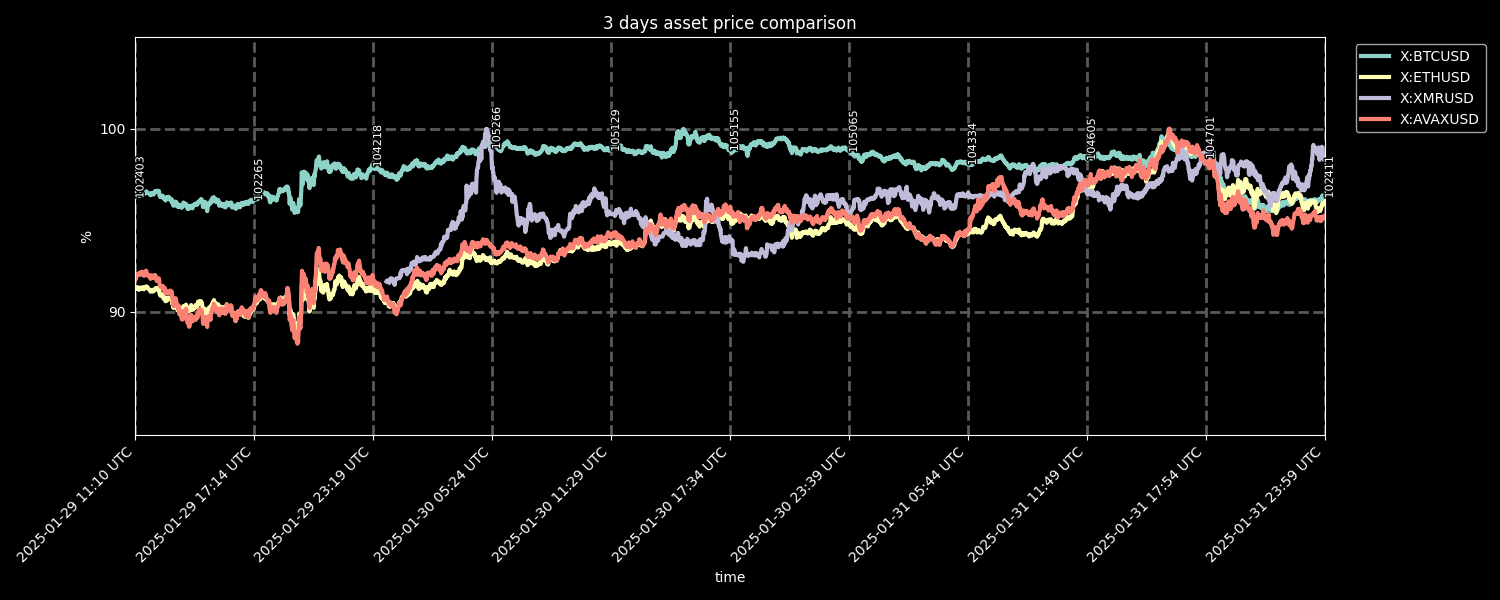 3 days asset price comparison
X:BTCUSD
X:ETHUSD
X:XMRUSD
X:AVAXUSD
100
90
%
102403
102265
104218
105266
105129
105155
105065
104334
104605
104701
102411
2025-01-29 11:10 UTC
2025-01-29 17:14 UTC
2025-01-29 23:19 UTC
2025-01-30 05:24 UTC
2025-01-30 11:29 UTC
2025-01-30 17:34 UTC
2025-01-30 23:39 UTC
2025-01-31 05:44 UTC
2025-01-31 11:49 UTC
2025-01-31 17:54 UTC
2025-01-31 23:59 UTC
time